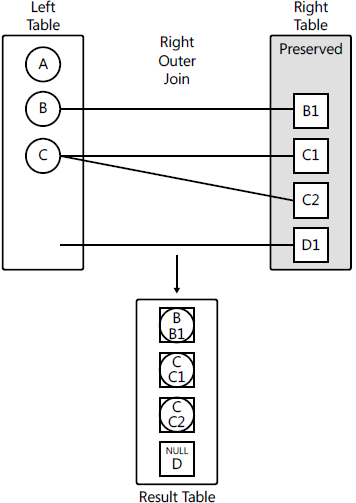 Left
Table
Right
Outer
Join
Right
Table
Preserved
A
B
B1
C
C1
C2
D1
B
B1
C
C1
C
C2
NULL
D
Result Table